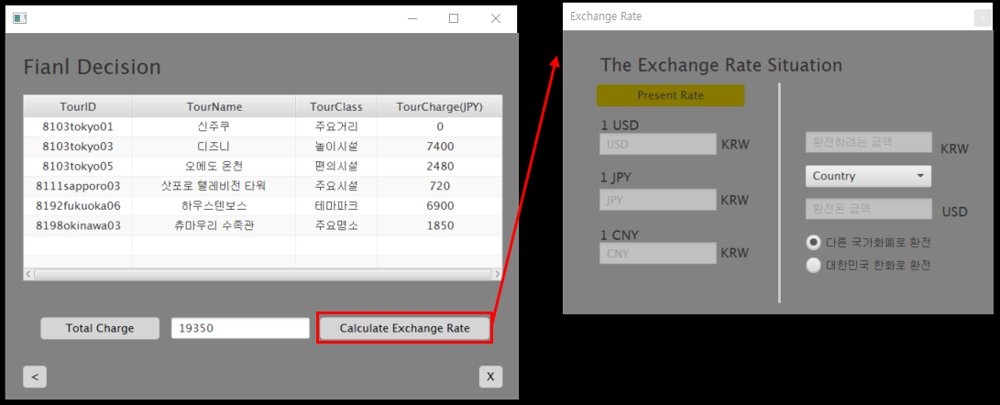 Fianl Decision
TourID TourName TourClass TourCharge(JPY)
8103tokyo01 신주쿠 주요거리 0
8103tokyo03 디즈니 놀이시설 7400
8103tokyo05 오에도 온천 편의시설 2480
8111sapporo03 삿포로 텔레비전 타워 주요시설 720
8192fukuoka06 하우스텐보스 테마파크 6900
8198okinawa03 츄마우리 수족관 주요명소 1850
Total Charge 19350 Calculate Exchange Rate
< X
Exchange Rate
The Exchange Rate Situation
Present Rate
1 USD
USD KRW
1 JPY
JPY KRW
1 CNY
CNY KRW
환전하려는 금액 KRW
Country
환전된 금액 USD
다른 국가화폐로 환전
대한민국 한화로 환전